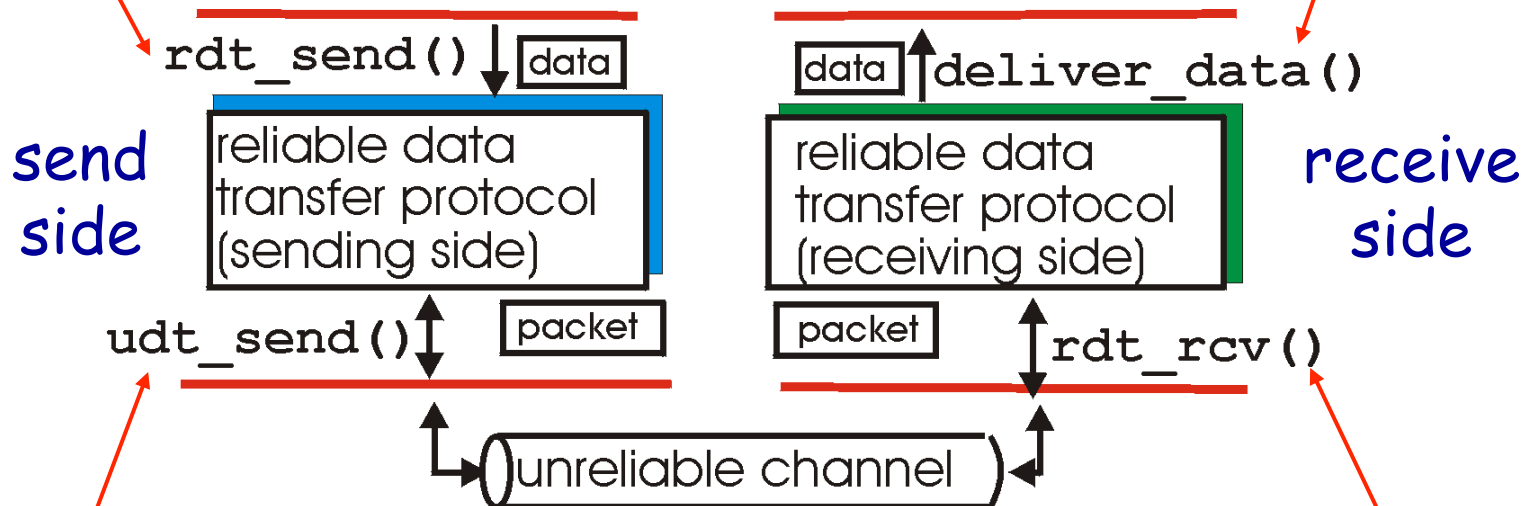 rdt_send()
data
data
deliver_data()
send
side
reliable data
transfer protocol
(sending side)
reliable data
transfer protocol
(receiving side)
receive
side
udt_send()
packet
packet
rdt_rcv()
unreliable channel